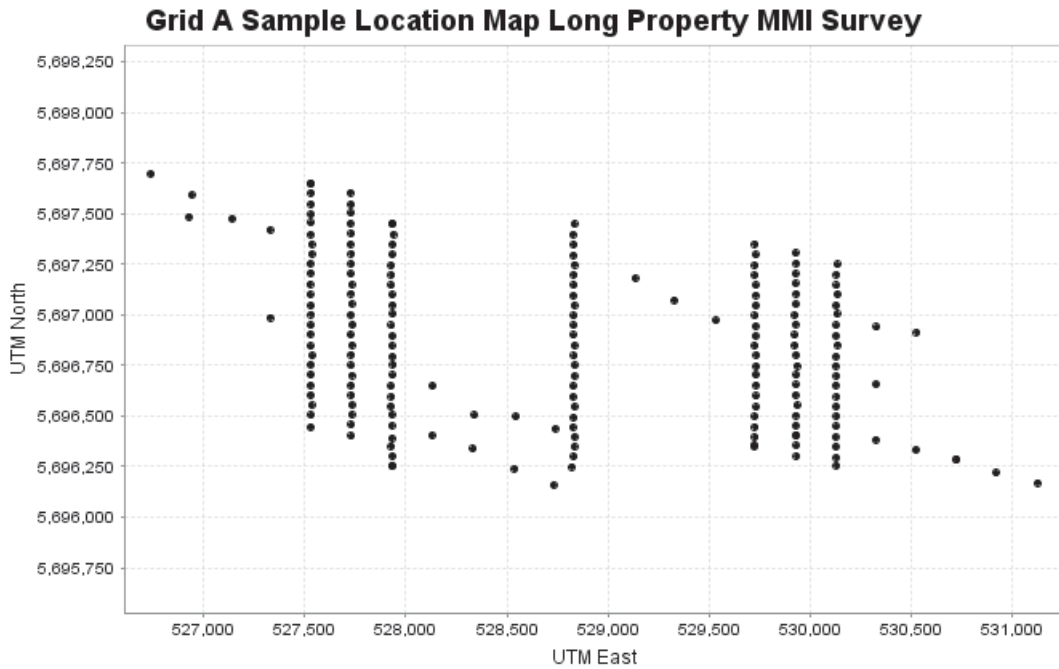 Grid A Sample Location Map Long Property MMI Survey
5,698,250
5,698,000
5,697,750
5,697,500
5,697,250
5,697,000
5,696,750
5,696,500
5,696,250
5,696,000
5,695,750
UTM North
527,000 527,500 528,000 528,500 529,000 529,500 530,000 530,500 531,000
UTM East